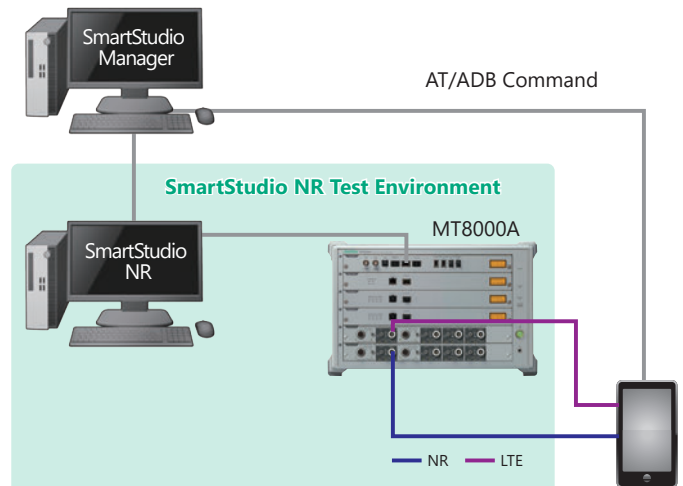 SmartStudio
Manager
AT/ADB Command
SmartStudio NR Test Environment
MT8000A
SmartStudio
NR
NR
LTE